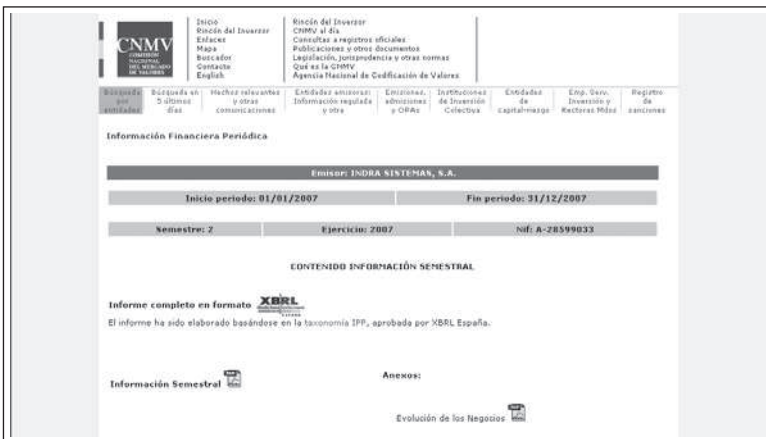 CNMV
COMISIÓN
NACIONAL
DEL MERCADO
DE VALORES
Inicio
Rincón del Inversor
Enlaces
Mapa
Buscador
Contacto
English
Rincón del Inversor
CNMV al día
Consultas a registros oficiales
Publicaciones y otros documentos
Legislación, jurisprudencia y otras normas
Qué es la CNMV
Agencia Nacional de Codificación de Valores
Búsqueda
por
entidades
Búsqueda en
5 últimos
días
Hechos relevantes
y otras
comunicaciones
Entidades emisoras:
Información regulada
y otra
Emisiones,
admisiones
y OPAs
Instituciones
de Inversión
Colectiva
Entidades
de
capital-riesgo
Emp. Serv.
Inversión y
Rectoras Mdos
Registro
de
sanciones
Información Financiera Periódica
Emisor: INDRA SISTEMAS, S.A.
Inicio periodo: 01/01/2007 Fin periodo: 31/12/2007
Semestre: 2 Ejercicio: 2007 Nif: A-28599033
CONTENIDO INFORMACIÓN SEMESTRAL
Informe completo en formato XBRL
El informe ha sido elaborado basándose en la taxonomía IPP, aprobada por XBRL España.
Información Semestral
Anexos:
Evolución de los Negocios